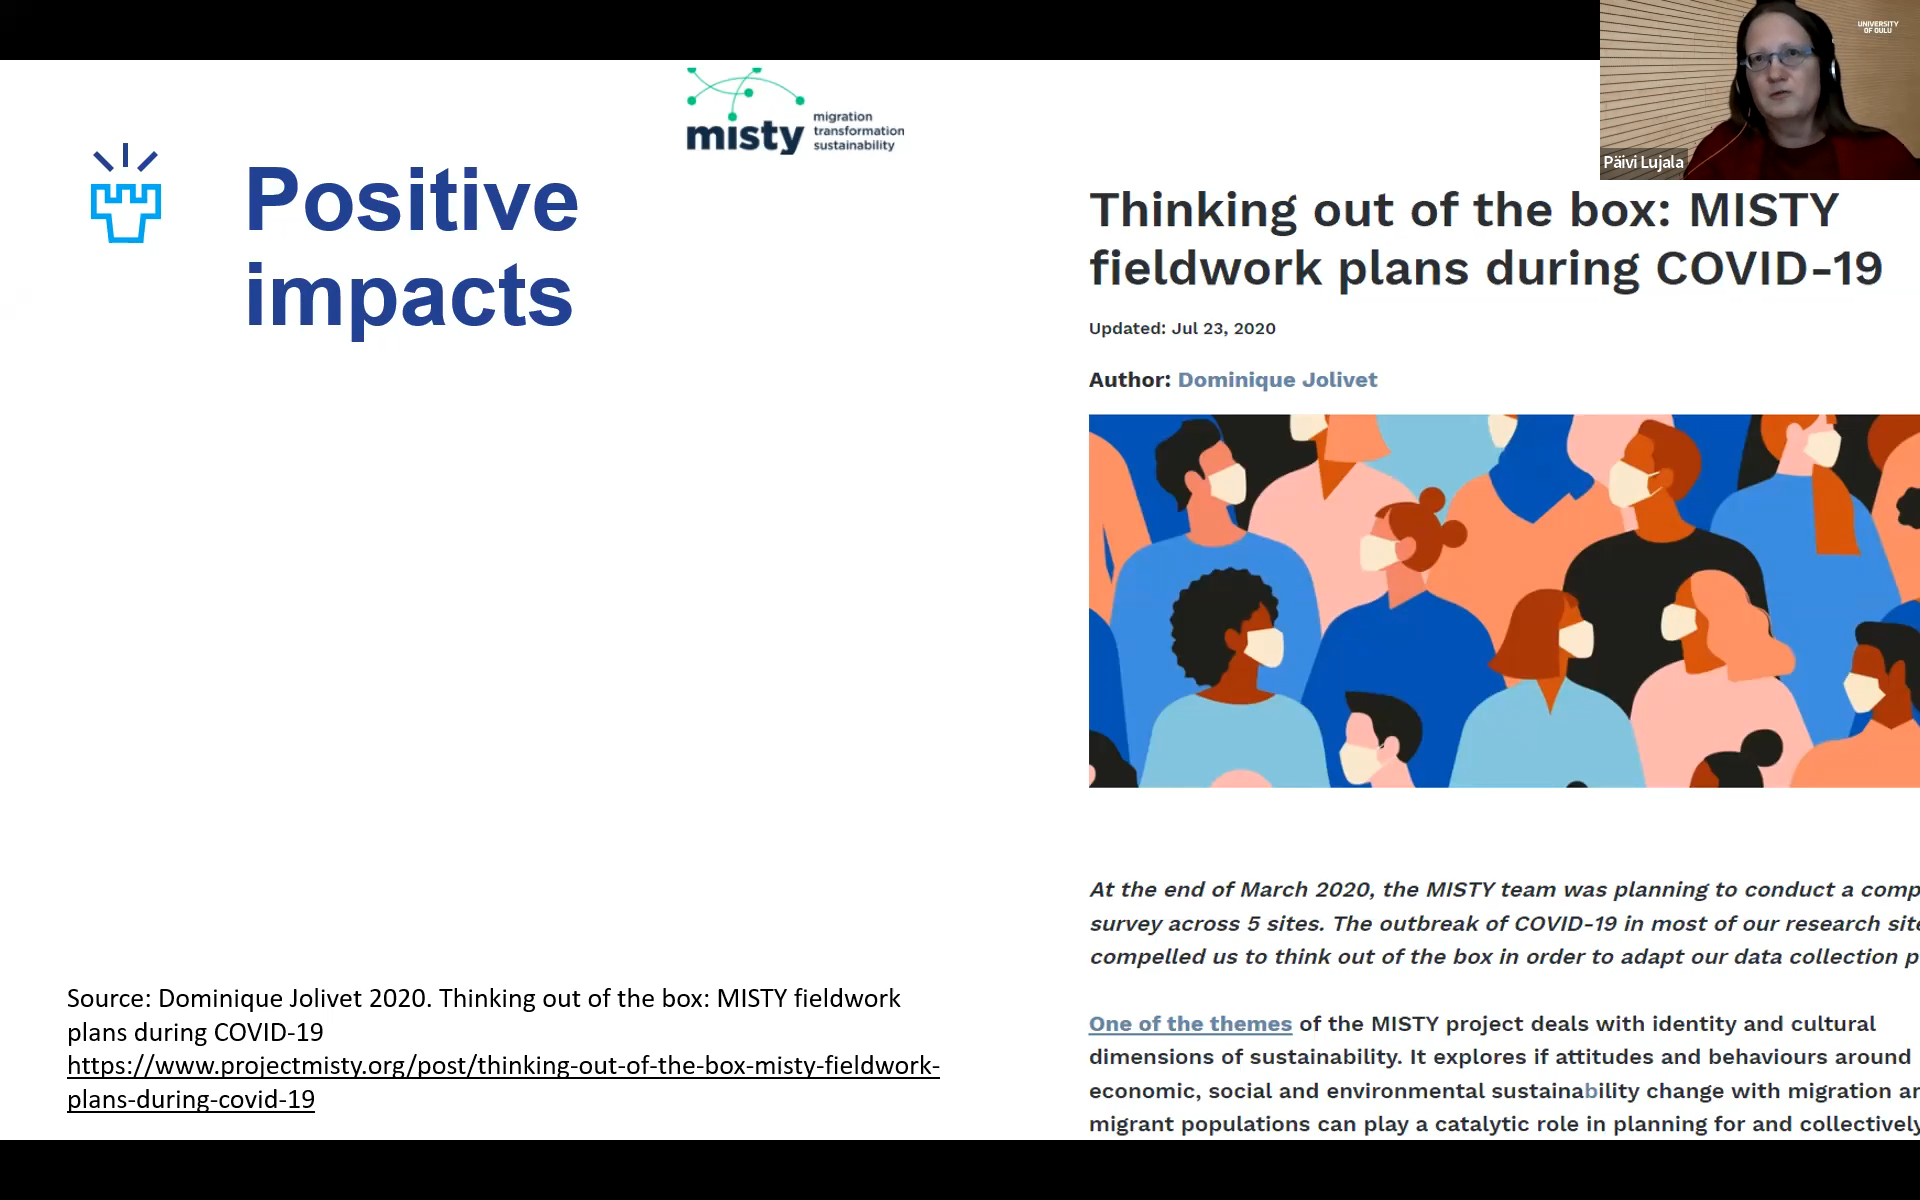 UNIVERSITY
OF OULU
Päivi Lujala
misty
migration
transformation
sustainability
Positive
impacts
Thinking out of the box: MISTY
fieldwork plans during COVID-19
Updated: Jul 23, 2020
Author: Dominique Jolivet
At the end of March 2020, the MISTY team was planning to conduct a comp
survey across 5 sites. The outbreak of COVID-19 in most of our research site
compelled us to think out of the box in order to adapt our data collection p
One of the themes of the MISTY project deals with identity and cultural
dimensions of sustainability. It explores if attitudes and behaviours around
economic, social and environmental sustainability change with migration an
migrant populations can play a catalytic role in planning for and collectively
Source: Dominique Jolivet 2020. Thinking out of the box: MISTY fieldwork
plans during COVID-19
https://www.projectmisty.org/post/thinking-out-of-the-box-misty-fieldwork-
plans-during-covid-19